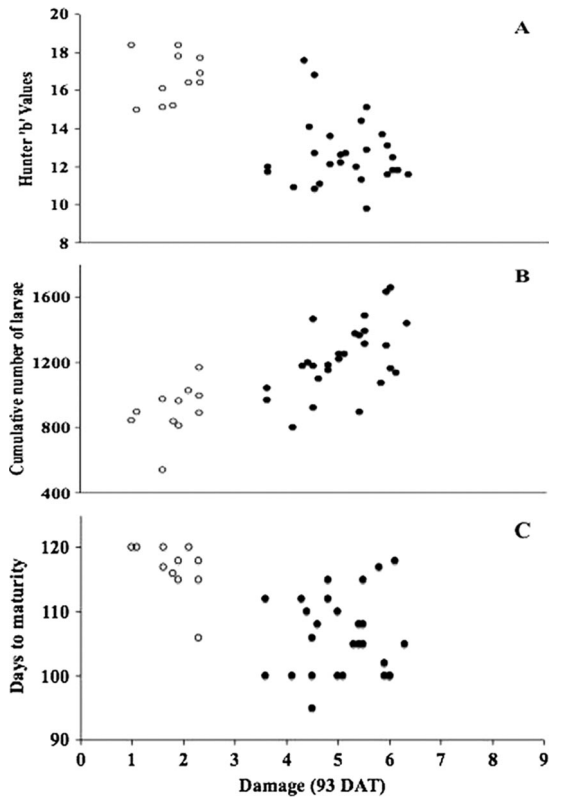 A
20
18
16
14
12
10
8
Hunter 'b' Values
B
1600
1200
800
400
Cumulative number of larvae
C
120
110
100
90
Days to maturity
0 1 2 3 4 5 6 7 8 9
Damage (93 DAT)